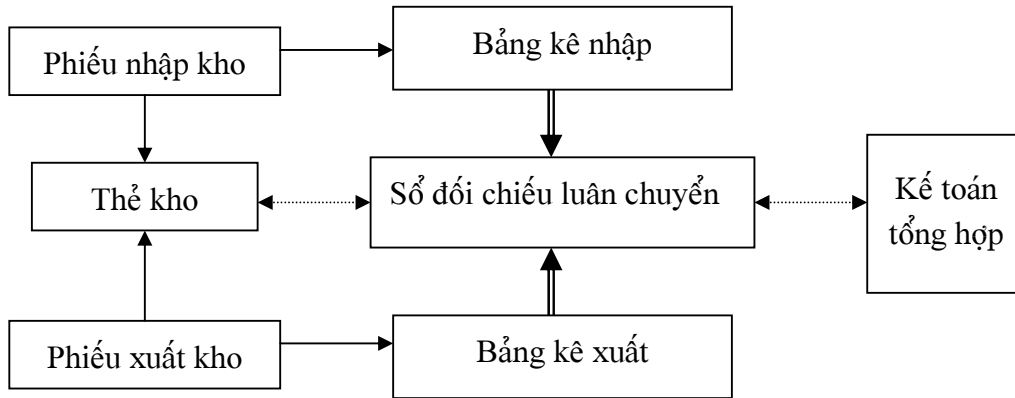 Phiếu nhập kho
Bảng kê nhập
Thẻ kho
Sổ đối chiếu luân chuyển
Kế toán
tổng hợp
Phiếu xuất kho
Bảng kê xuất